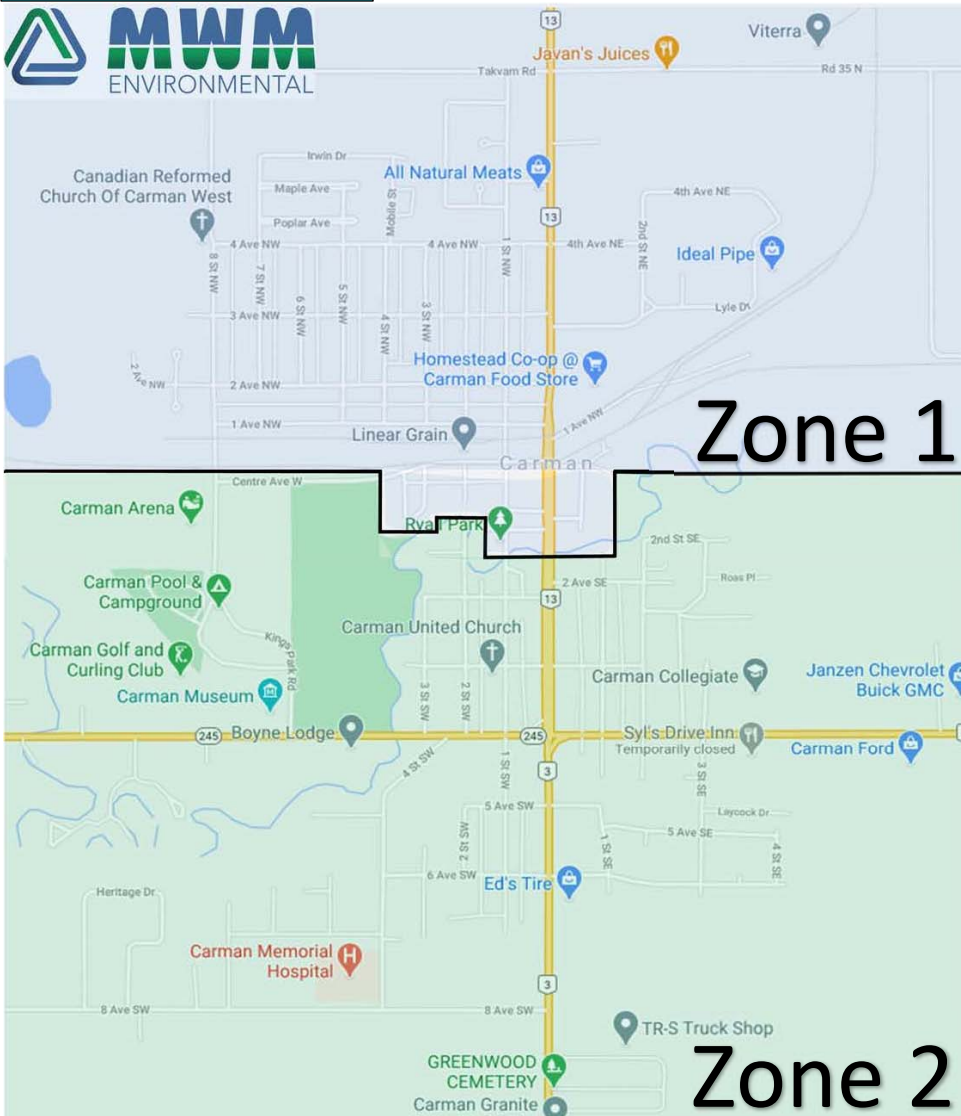 MWM
ENVIRONMENTAL
13
Viterra
Javan's Juices
Takvam Rd
Rd 35 N
Irwin Dr
Canadian Reformed
Church Of Carman West
All Natural Meats
Maple Ave
Mobile St
4th Ave NE
Poplar Ave
13
2nd St NE
4 Ave NW
4 Ave NW
1 St NW
4th Ave NE
Ideal Pipe
8 St NW
7 St NW
6 St NW
5 St NW
4 St NW
3 St NW
3 Ave NW
Lyle D
Homestead Co-op @
Carman Food Store
2 Ave NW
2 Ave NW
1 Ave NW
1 Ave NW
Linear Grain
Zone 1
Carman
Centre Ave W
Carman Arena
Ryall Park
2nd St SE
Carman Pool &
Campground
2 Ave SE
Roas Pl
13
Carman United Church
Kings Park Rd
Carman Golf and
Curling Club
Carman Collegiate
Janzen Chevrolet
Buick GMC
Carman Museum
3 St SW
2 St SW
245
Boyne Lodge
245
Syl's Drive Inn
Temporarily closed
Carman Ford
4 St SW
1 St SW
3
3 St SE
5 Ave SW
Laycock Dr
2 St SW
1 St SE
5 Ave SE
4 St SE
6 Ave SW
Ed's Tire
Heritage Dr
Carman Memorial
Hospital
H
3
8 Ave SW
8 Ave SW
TR-S Truck Shop
GREENWOOD
CEMETERY
Carman Granite
Zone 2